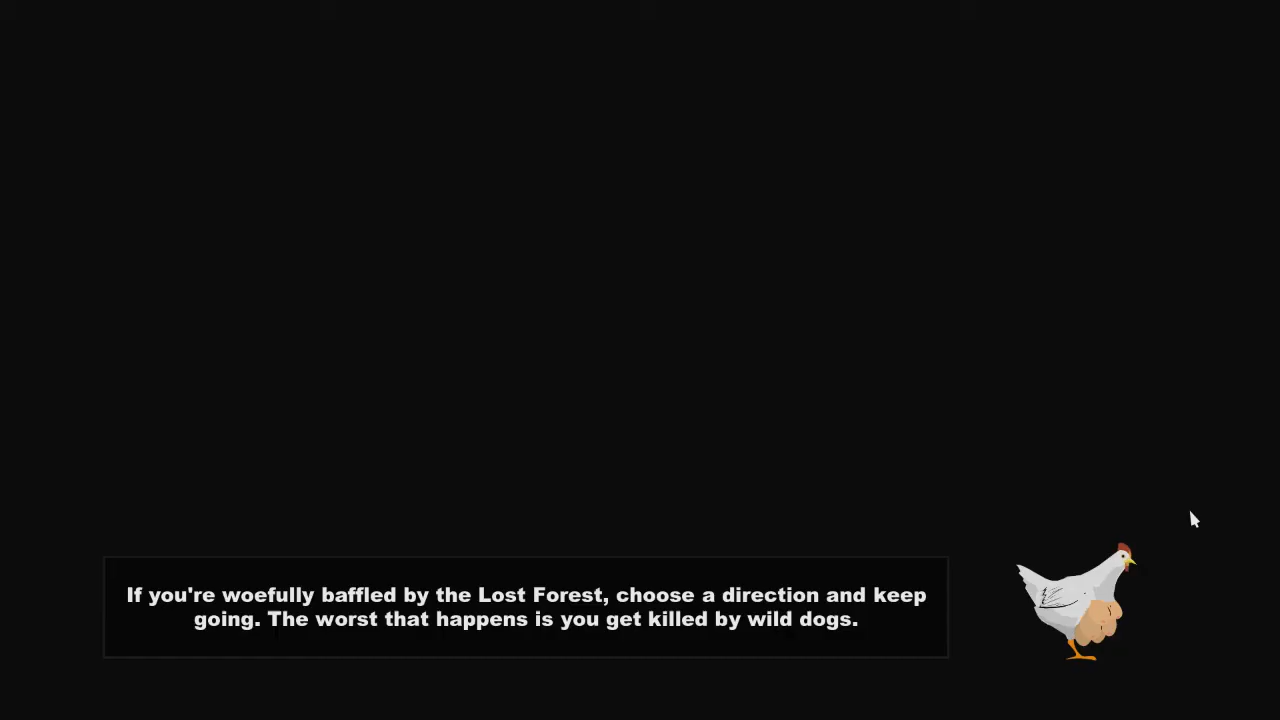 If you're woefully baffled by the Lost Forest, choose a direction and keep
going. The worst that happens is you get killed by wild dogs.